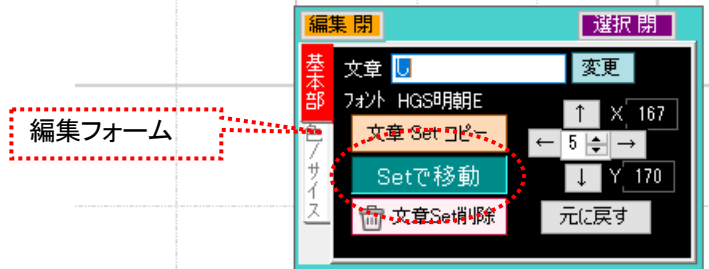 編集 閉
選択 閉
基本部
文章 し 変更
フォント HGS明朝E
↑ X 167
編集フォーム
文章 Set コピー
← 5 →
色/サイズ
Setで移動
↓ Y 170
文章Set削除
元に戻す